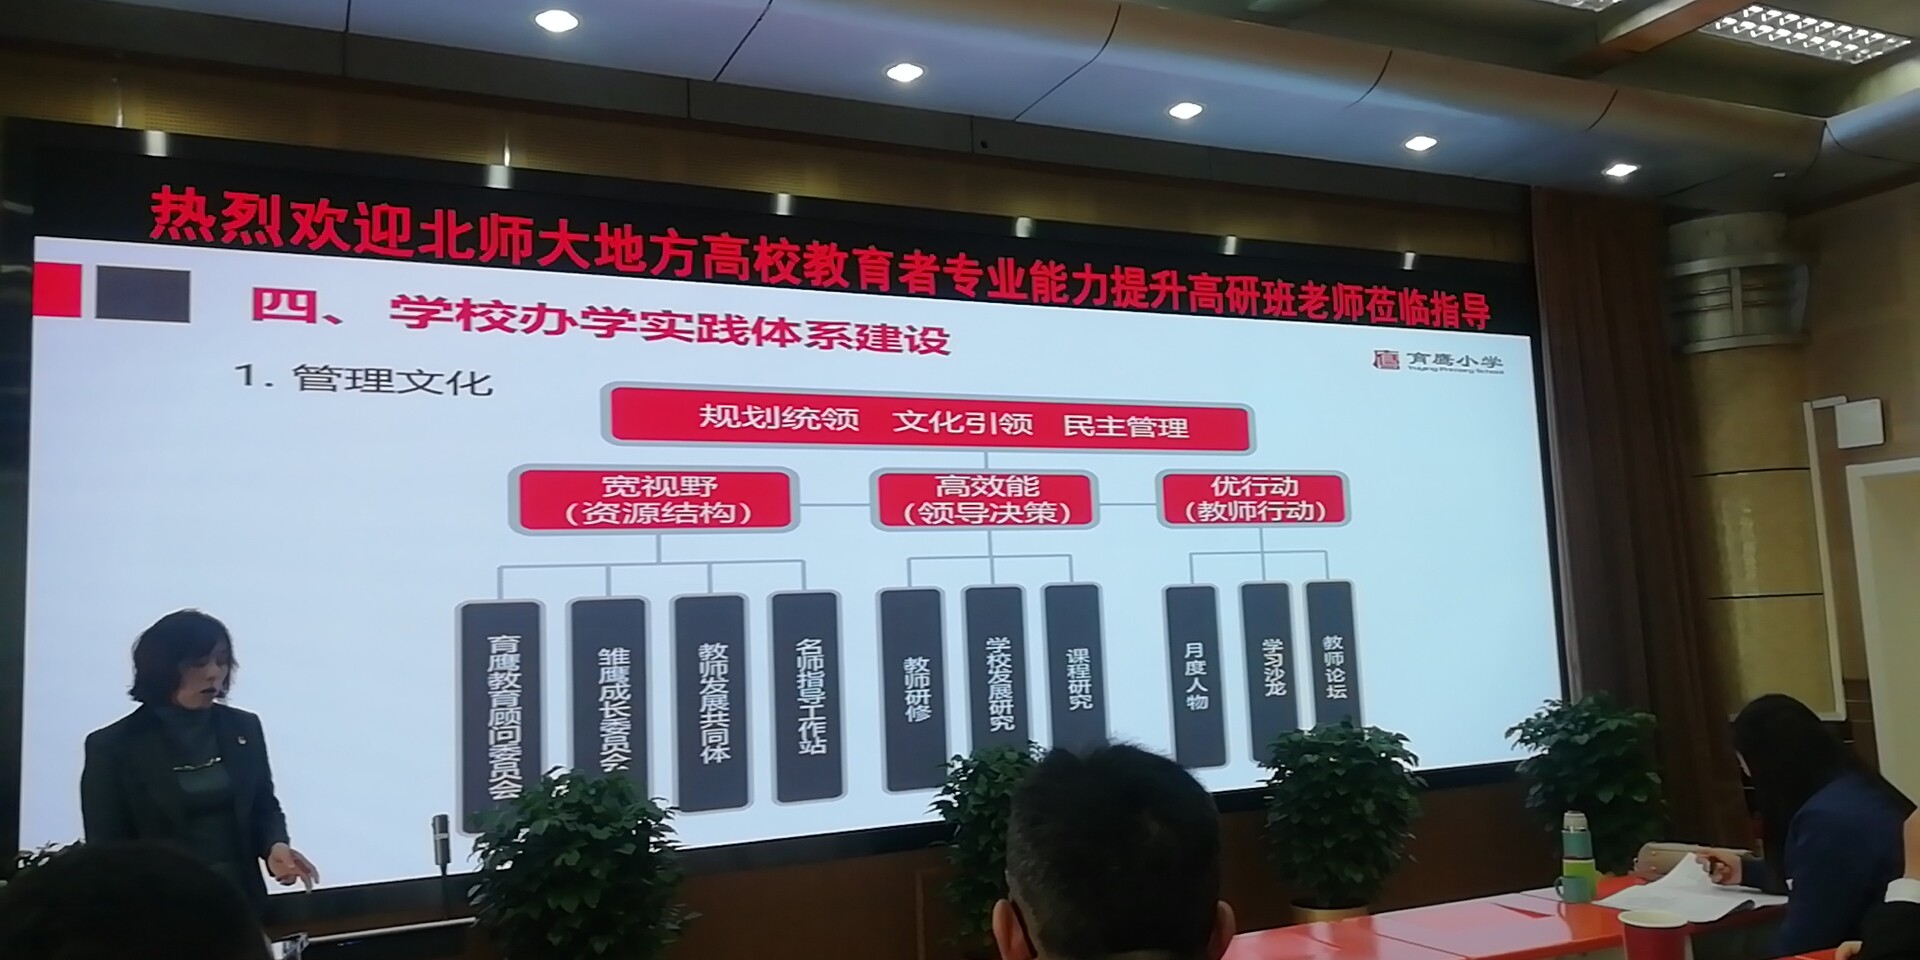 热烈欢迎北师大地方高校教育者专业能力提升高研班老师莅临指导
四、学校办学实践体系建设
育鹰小学
Yuying Primary School
1. 管理文化
规划统领 文化引领 民主管理
宽视野
（资源结构）
高效能
（领导决策）
优行动
（教师行动）
育鹰教育顾问委员会
雏鹰成长委员会
教师发展共同体
名师指导工作站
教师研修
学校发展研究
课程研究
月度人物
学习沙龙
教师论坛